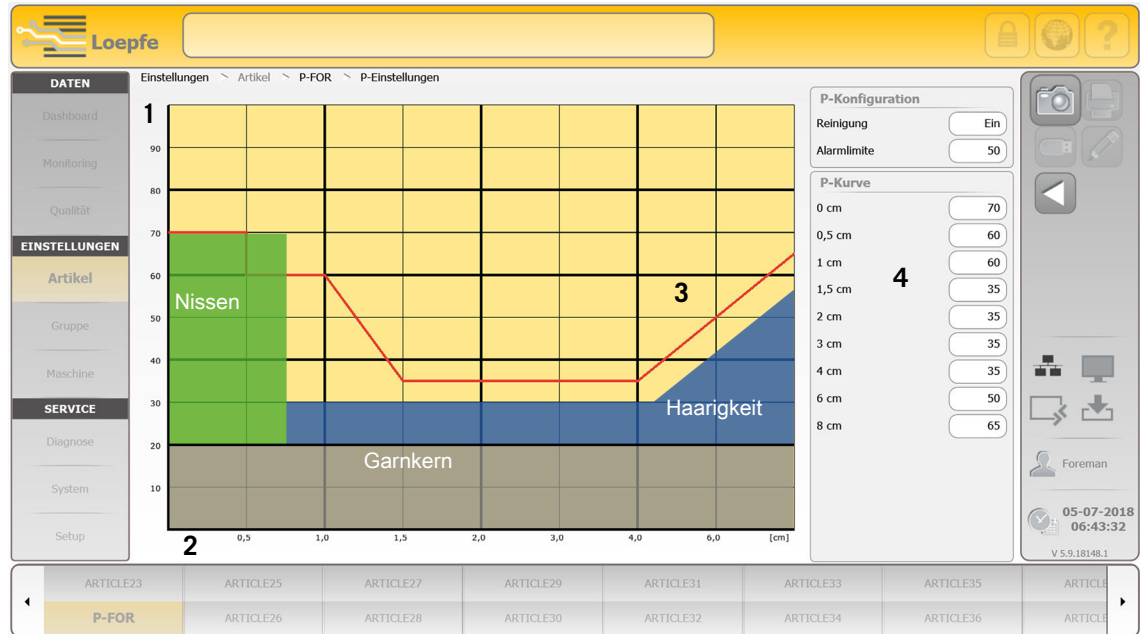 Loepfe
DATEN
Dashboard
Monitoring
Qualität
EINSTELLUNGEN
Artikel
Gruppe
Maschine
SERVICE
Diagnose
System
Setup
Einstellungen > Artikel > P-FOR > P-Einstellungen
1
90
80
70
60
50
40
30
20
10
Nissen
3
Haarigkeit
Garnkern
2
0,5 1,0 1,5 2,0 3,0 4,0 6,0 [cm]
P-Konfiguration
Reinigung Ein
Alarmlimite 50
P-Kurve
0 cm 70
0,5 cm 60
1 cm 60
1,5 cm 35
2 cm 35
3 cm 35
4 cm 35
6 cm 50
8 cm 65
4
?
Foreman
05-07-2018
06:43:32
V 5.9.18148.1
ARTICLE23 ARTICLE25 ARTICLE27 ARTICLE29 ARTICLE31 ARTICLE33 ARTICLE35 ARTICLE
P-FOR ARTICLE26 ARTICLE28 ARTICLE30 ARTICLE32 ARTICLE34 ARTICLE36 ARTICLE